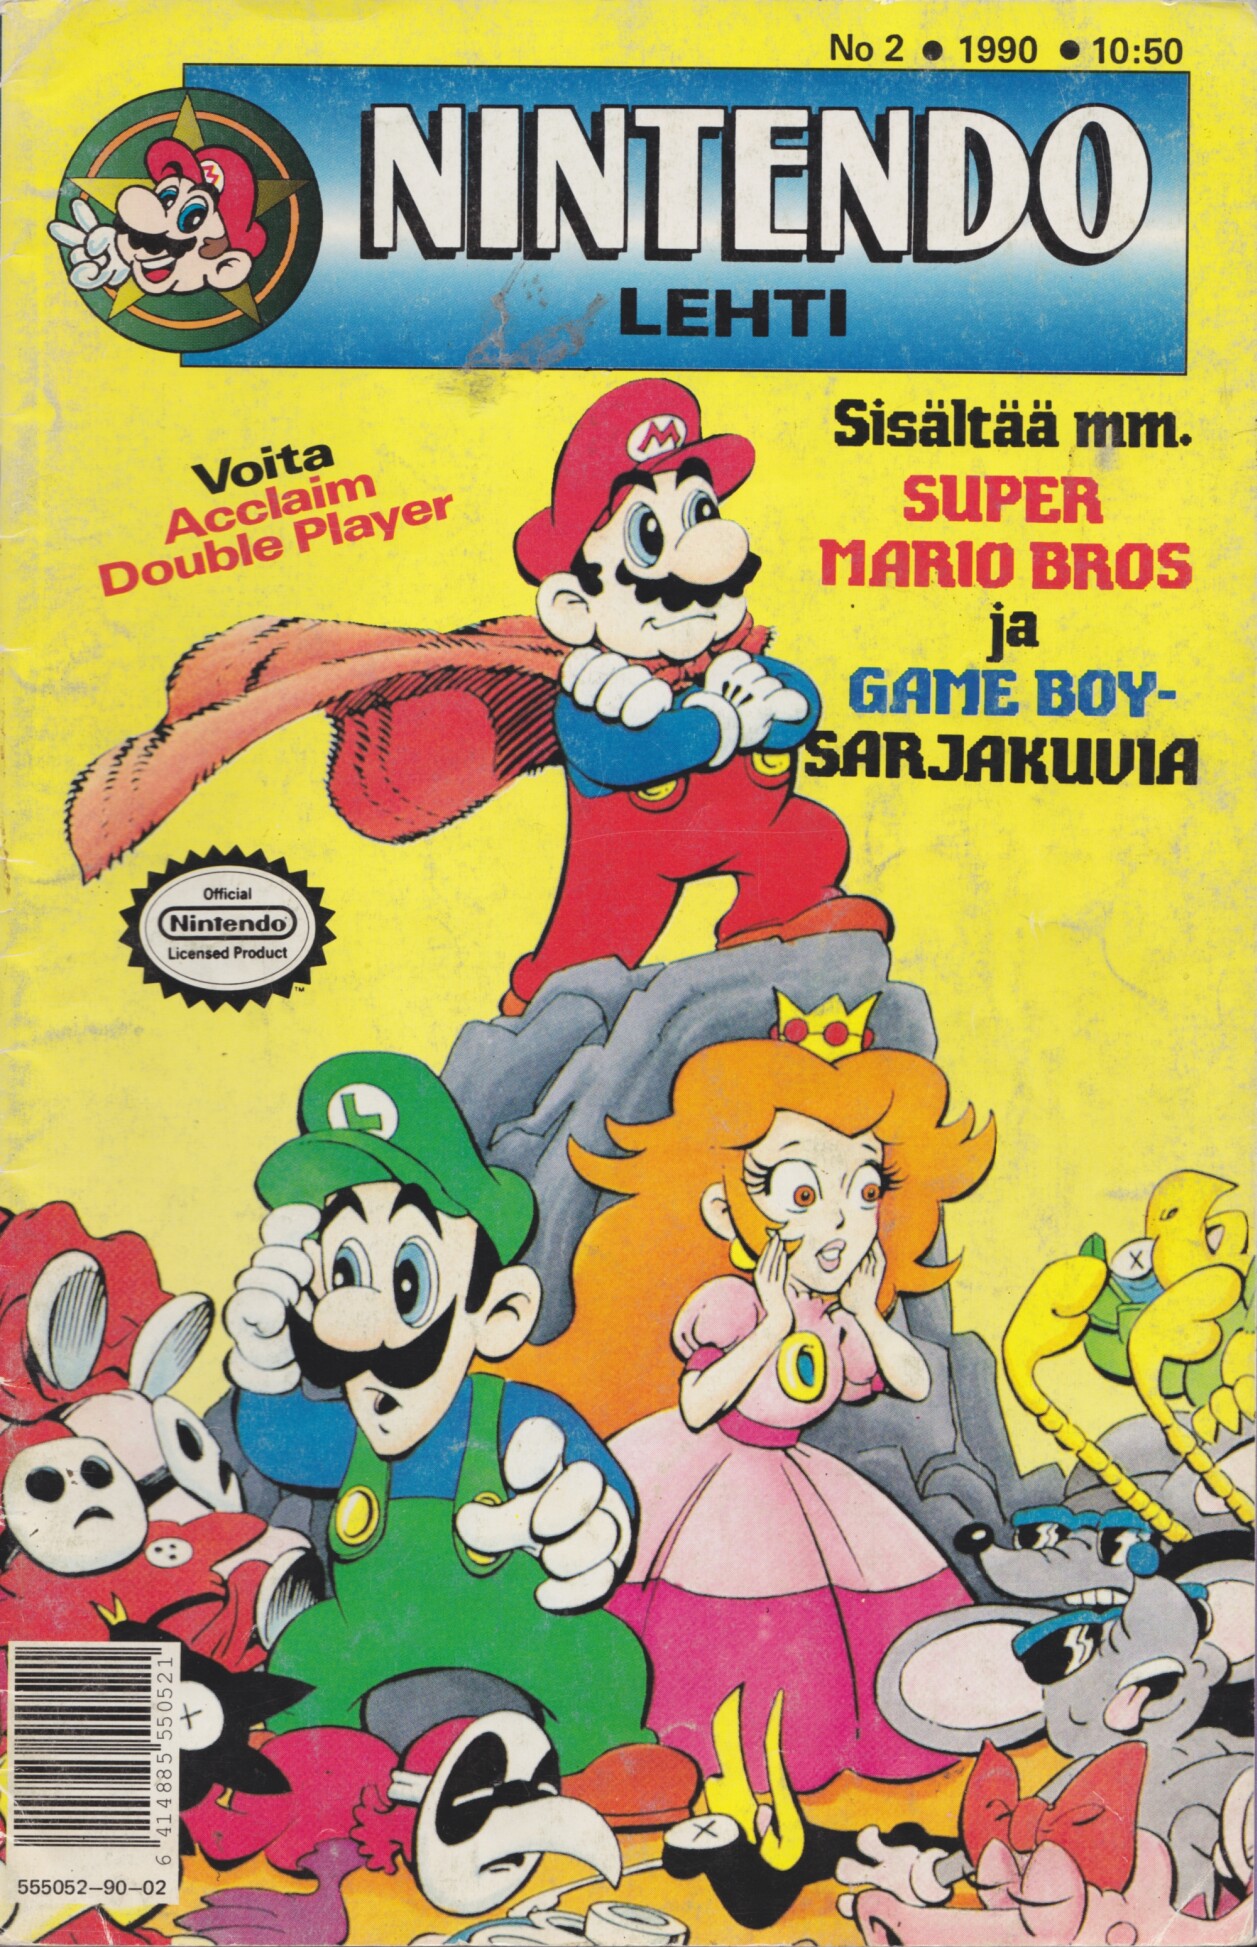 No 2 ● 1990 ● 10:50
NINTENDO
LEHTI
Voita
Acclaim
Double Player
Sisältää mm.
SUPER
MARIO BROS
ja
GAME BOY-
SARJAKUVIA
Official
Nintendo
Licensed Product
™
M
M
L
6 414885 550521
555052–90–02